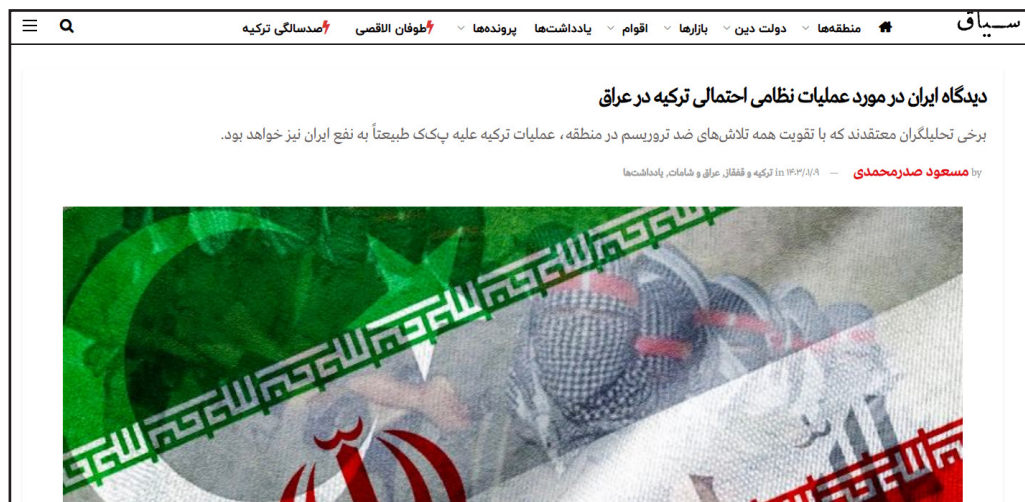 سیاق
منطقه‌ها دولت دین بازارها اقوام یادداشت‌ها پرونده‌ها طوفان الاقصی صدسالگی ترکیه
دیدگاه ایران در مورد عملیات نظامی احتمالی ترکیه در عراق
برخی تحلیلگران معتقدند که با تقویت همه تلاش‌های ضد تروریسم در منطقه، عملیات ترکیه علیه پ‌ک‌ک طبیعتاً به نفع ایران نیز خواهد بود.
by مسعود صدرمحمدی — ۱۴۰۳/۰۱/۰۹ in ترکیه و قفقاز, عراق و شامات, یادداشت‌ها